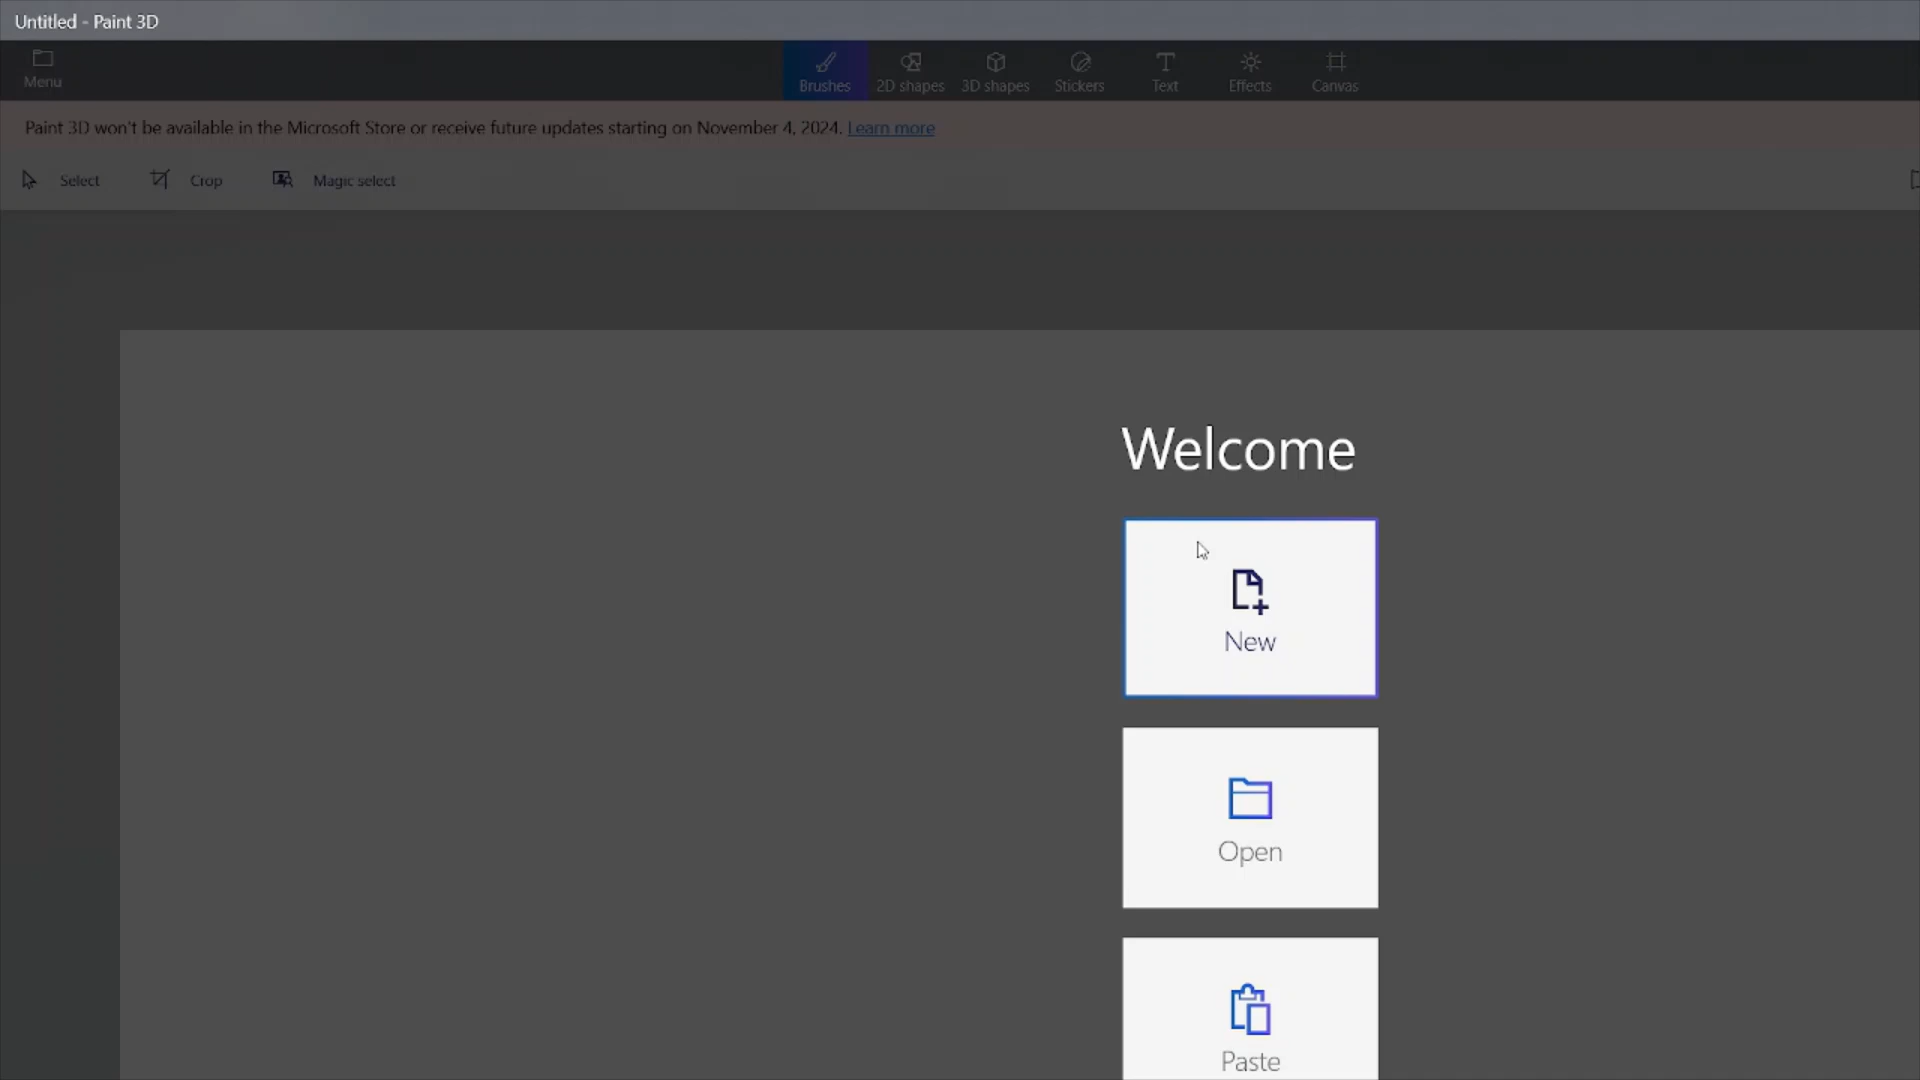 Untitled - Paint 3D
Menu
Brushes
2D shapes
3D shapes
Stickers
Text
Effects
Canvas
Paint 3D won't be available in the Microsoft Store or receive future updates starting on November 4, 2024. Learn more
Select
Crop
Magic select
Welcome
New
Open
Paste